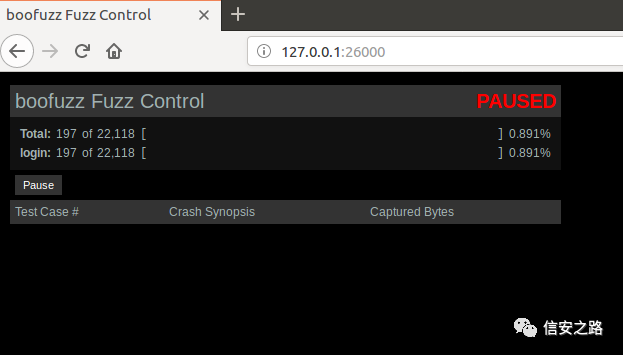 boofuzz Fuzz Control
127.0.0.1:26000
boofuzz Fuzz Control PAUSED
Total: 197 of 22,118 [ ] 0.891%
login: 197 of 22,118 [ ] 0.891%
Pause
Test Case # Crash Synopsis Captured Bytes
信安之路